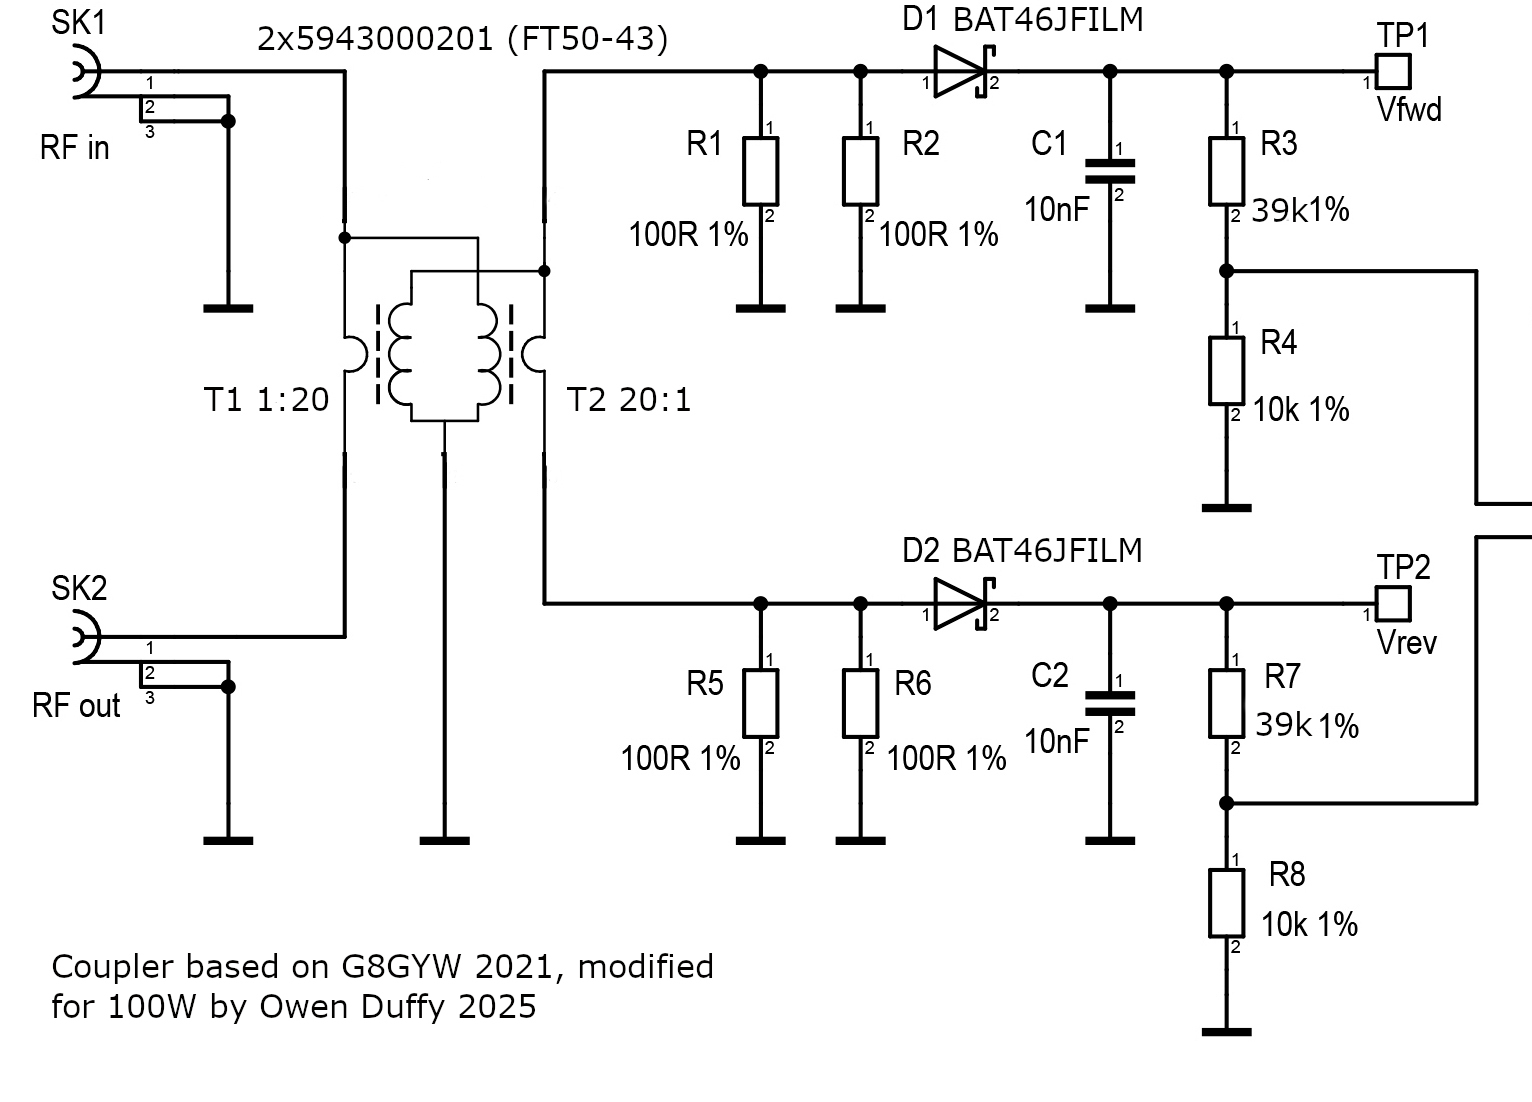 SK1
2x5943000201 (FT50-43)
D1 BAT46JFILM
TP1
1
2
3
1
2
1
Vfwd
RF in
R1
1
2
100R 1%
R2
1
2
100R 1%
C1
1
2
10nF
R3
1
2
39k1%
R4
1
2
10k 1%
T1 1:20
T2 20:1
D2 BAT46JFILM
TP2
1
2
1
Vrev
SK2
1
2
3
RF out
R5
1
2
100R 1%
R6
1
2
100R 1%
C2
1
2
10nF
R7
1
2
39k 1%
R8
1
2
10k 1%
Coupler based on G8GYW 2021, modified
for 100W by Owen Duffy 2025